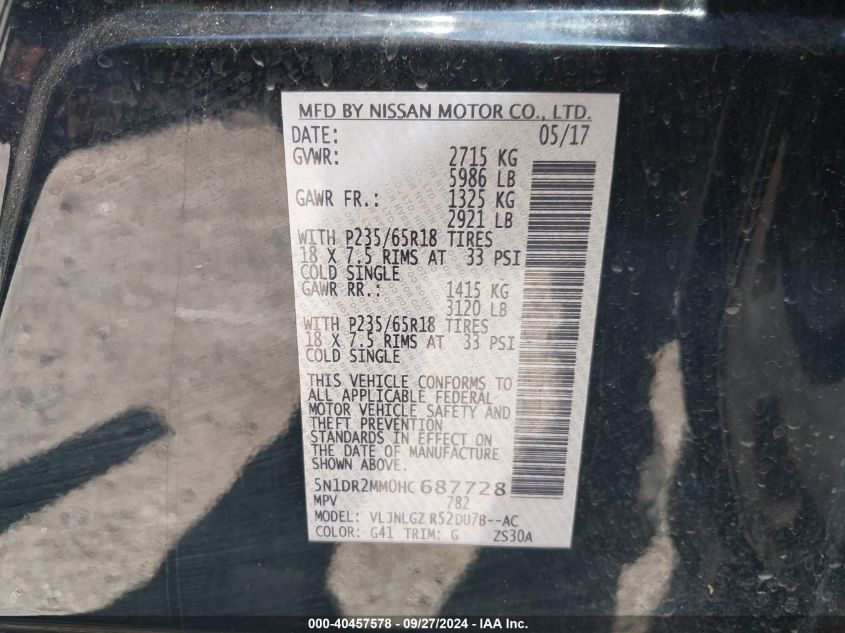 MFD BY NISSAN MOTOR CO., LTD.
DATE: 05/17
GVWR: 2715 KG
5986 LB
GAWR FR.: 1325 KG
2921 LB
WITH P235/65R18 TIRES
18 X 7.5 RIMS AT 33 PSI
COLD SINGLE
GAWR RR.: 1415 KG
3120 LB
WITH P235/65R18 TIRES
18 X 7.5 RIMS AT 33 PSI
COLD SINGLE
THIS VEHICLE CONFORMS TO
ALL APPLICABLE FEDERAL
MOTOR VEHICLE SAFETY AND
THEFT PREVENTION
STANDARDS IN EFFECT ON
THE DATE OF MANUFACTURE
SHOWN ABOVE.
5N1DR2MM0HC687728
MPV 782
MODEL: VLJNLGZ R52DU7B--AC
COLOR: G41 TRIM: G ZS30A
000-40457578 - 09/27/2024 - IAA Inc.